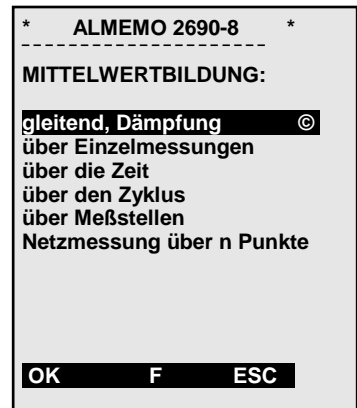 * ALMEMO 2690-8 *
MITTELWERTBILDUNG:
gleitend, Dämpfung ©
über Einzelmessungen
über die Zeit
über den Zyklus
über Meßstellen
Netzmessung über n Punkte
OK F ESC